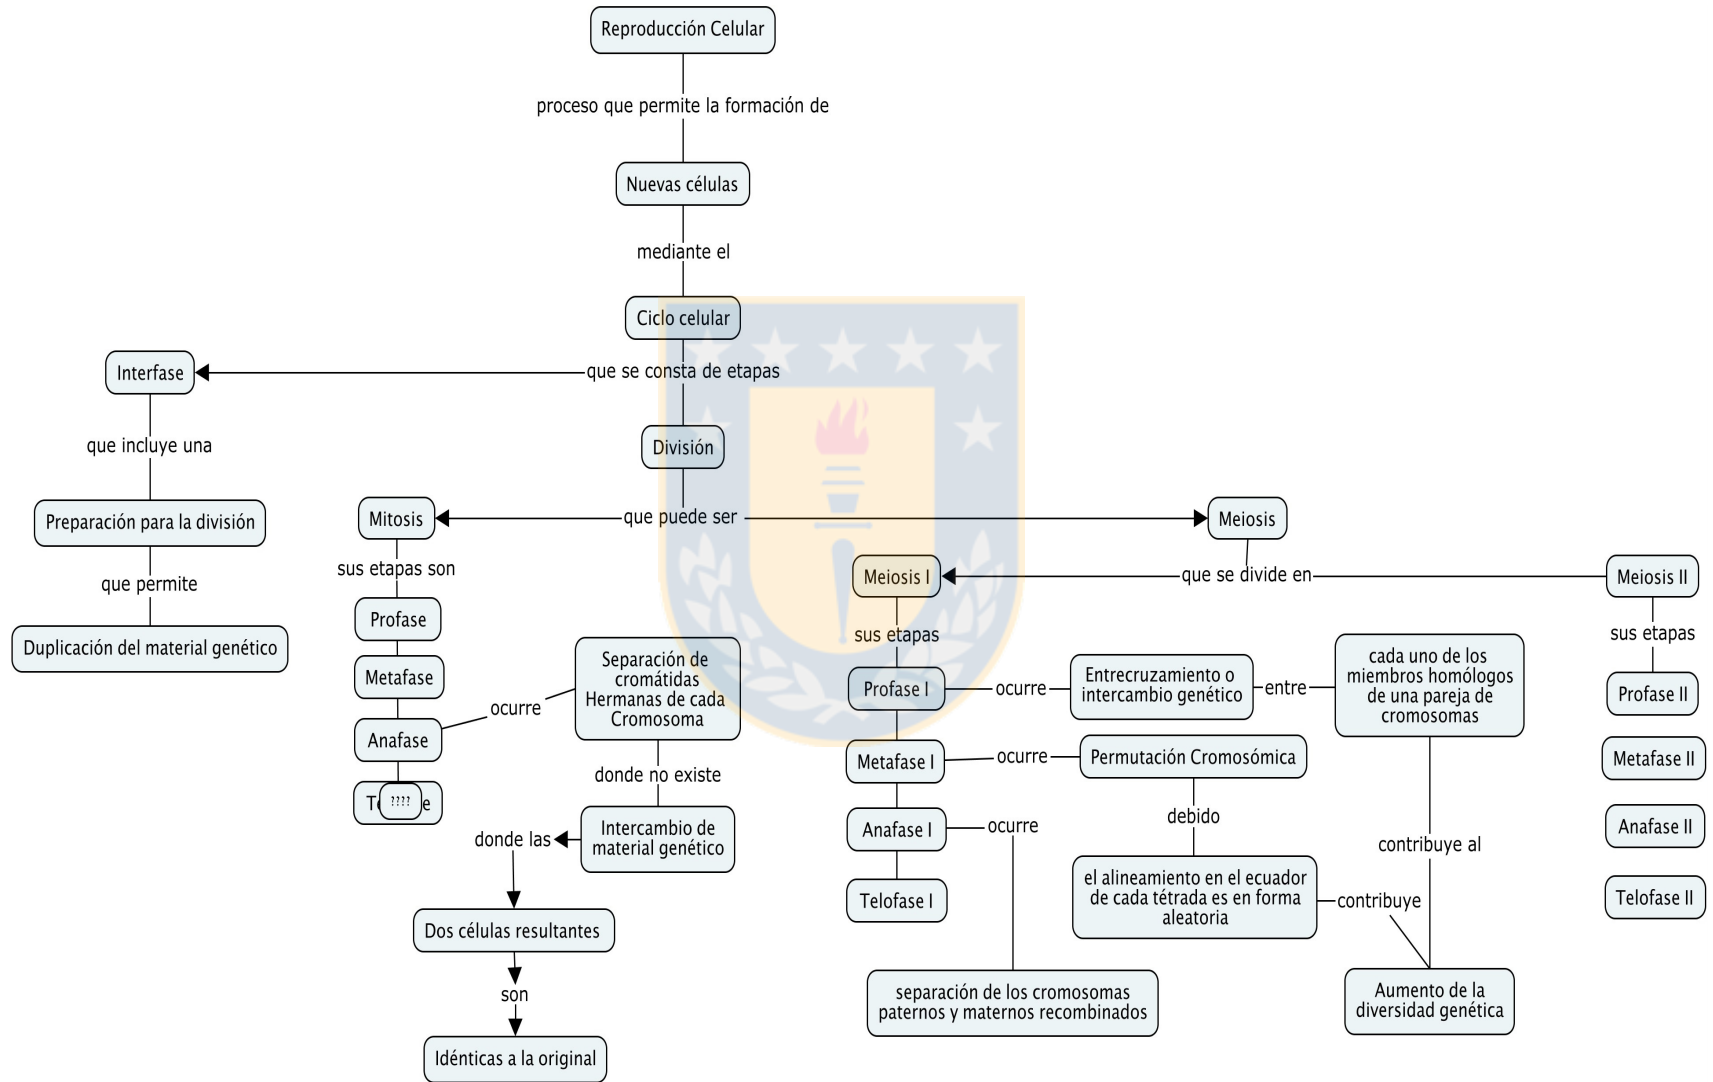 Reproducción Celular
proceso que permite la formación de
Nuevas células
mediante el
Ciclo celular
que se consta de etapas
Interfase
que incluye una
Preparación para la división
que permite
Duplicación del material genético
División
que puede ser
Mitosis
sus etapas son
Profase
Metafase
Anafase
????
ocurre
Separación de
cromátidas
Hermanas de cada
Cromosoma
donde no existe
Intercambio de
material genético
donde las
Dos células resultantes
son
Idénticas a la original
Meiosis
que se divide en
Meiosis I
sus etapas
Profase I
ocurre
Entrecruzamiento o
intercambio genético
entre
cada uno de los
miembros homólogos
de una pareja de
cromosomas
contribuye al
Metafase I
ocurre
Permutación Cromosómica
debido
el alineamiento en el ecuador
de cada tétrada es en forma
aleatoria
contribuye
Aumento de la
diversidad genética
Anafase I
ocurre
separación de los cromosomas
paternos y maternos recombinados
Telofase I
Meiosis II
sus etapas
Profase II
Metafase II
Anafase II
Telofase II